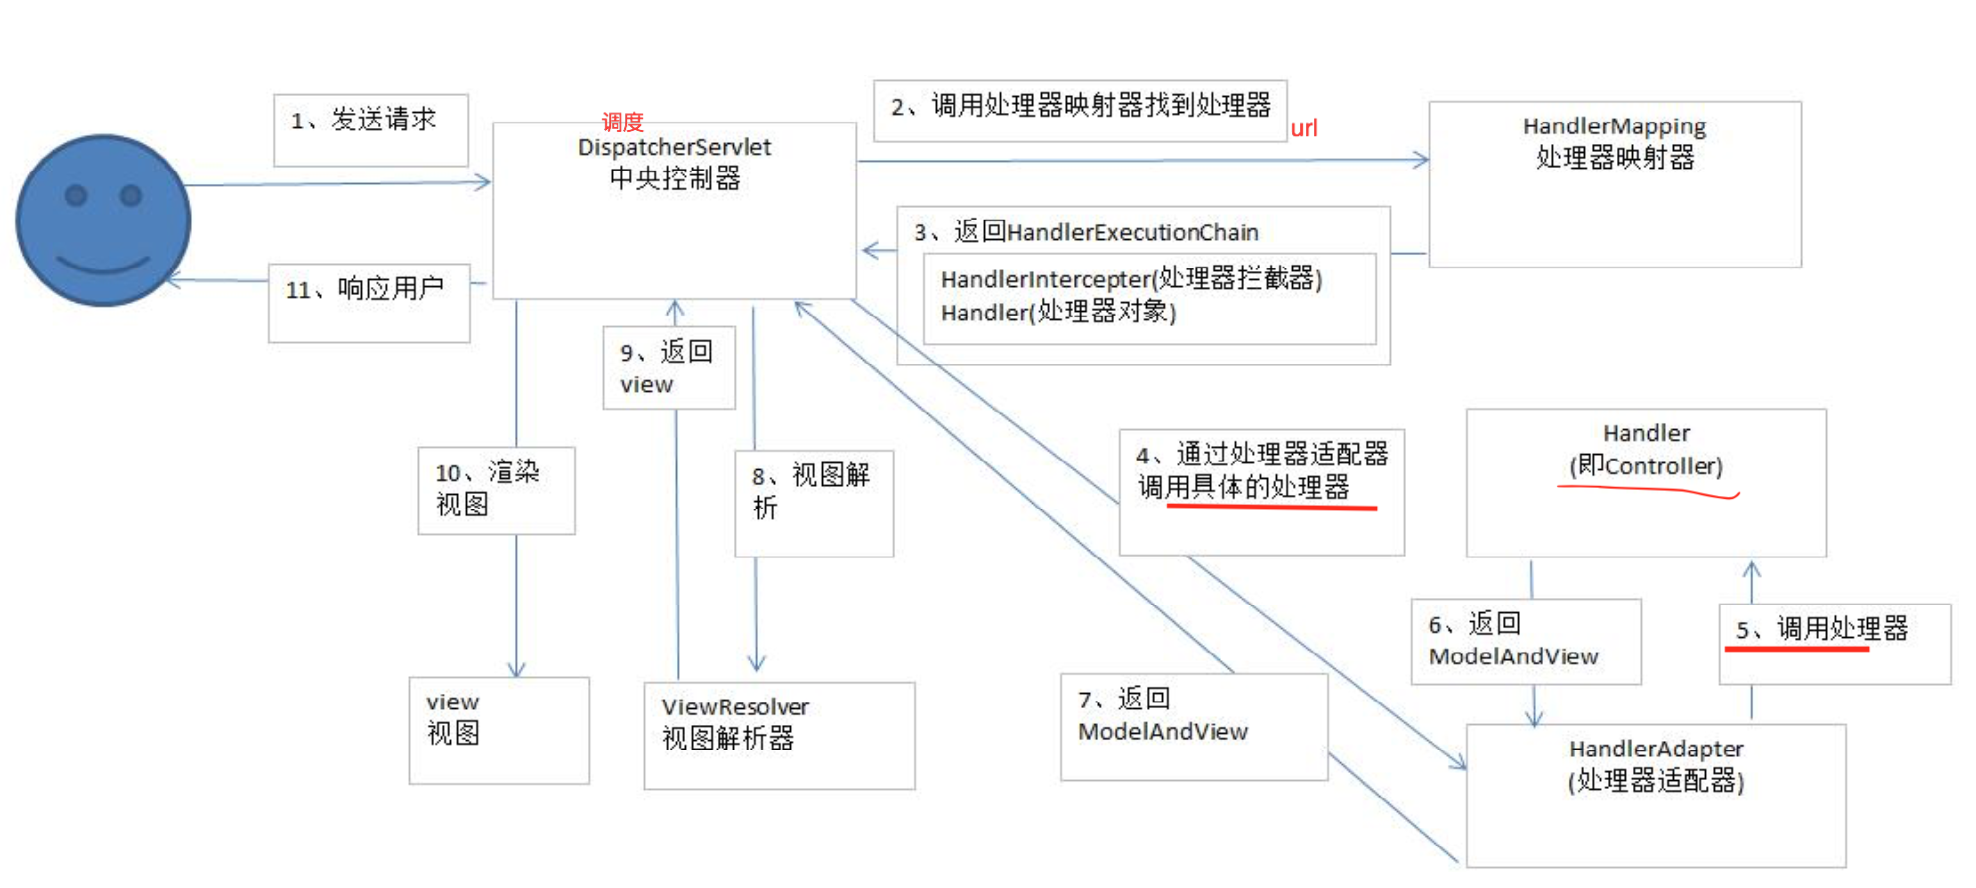 1、发送请求
调度
DispatcherServlet
中央控制器
2、调用处理器映射器找到处理器
url
HandlerMapping
处理器映射器
3、返回HandlerExecutionChain
HandlerIntercepter(处理器拦截器)
Handler(处理器对象)
11、响应用户
9、返回
view
10、渲染
视图
8、视图解
析
4、通过处理器适配器
调用具体的处理器
Handler
(即Controller)
6、返回
ModelAndView
5、调用处理器
7、返回
ModelAndView
view
视图
ViewResolver
视图解析器
HandlerAdapter
(处理器适配器)